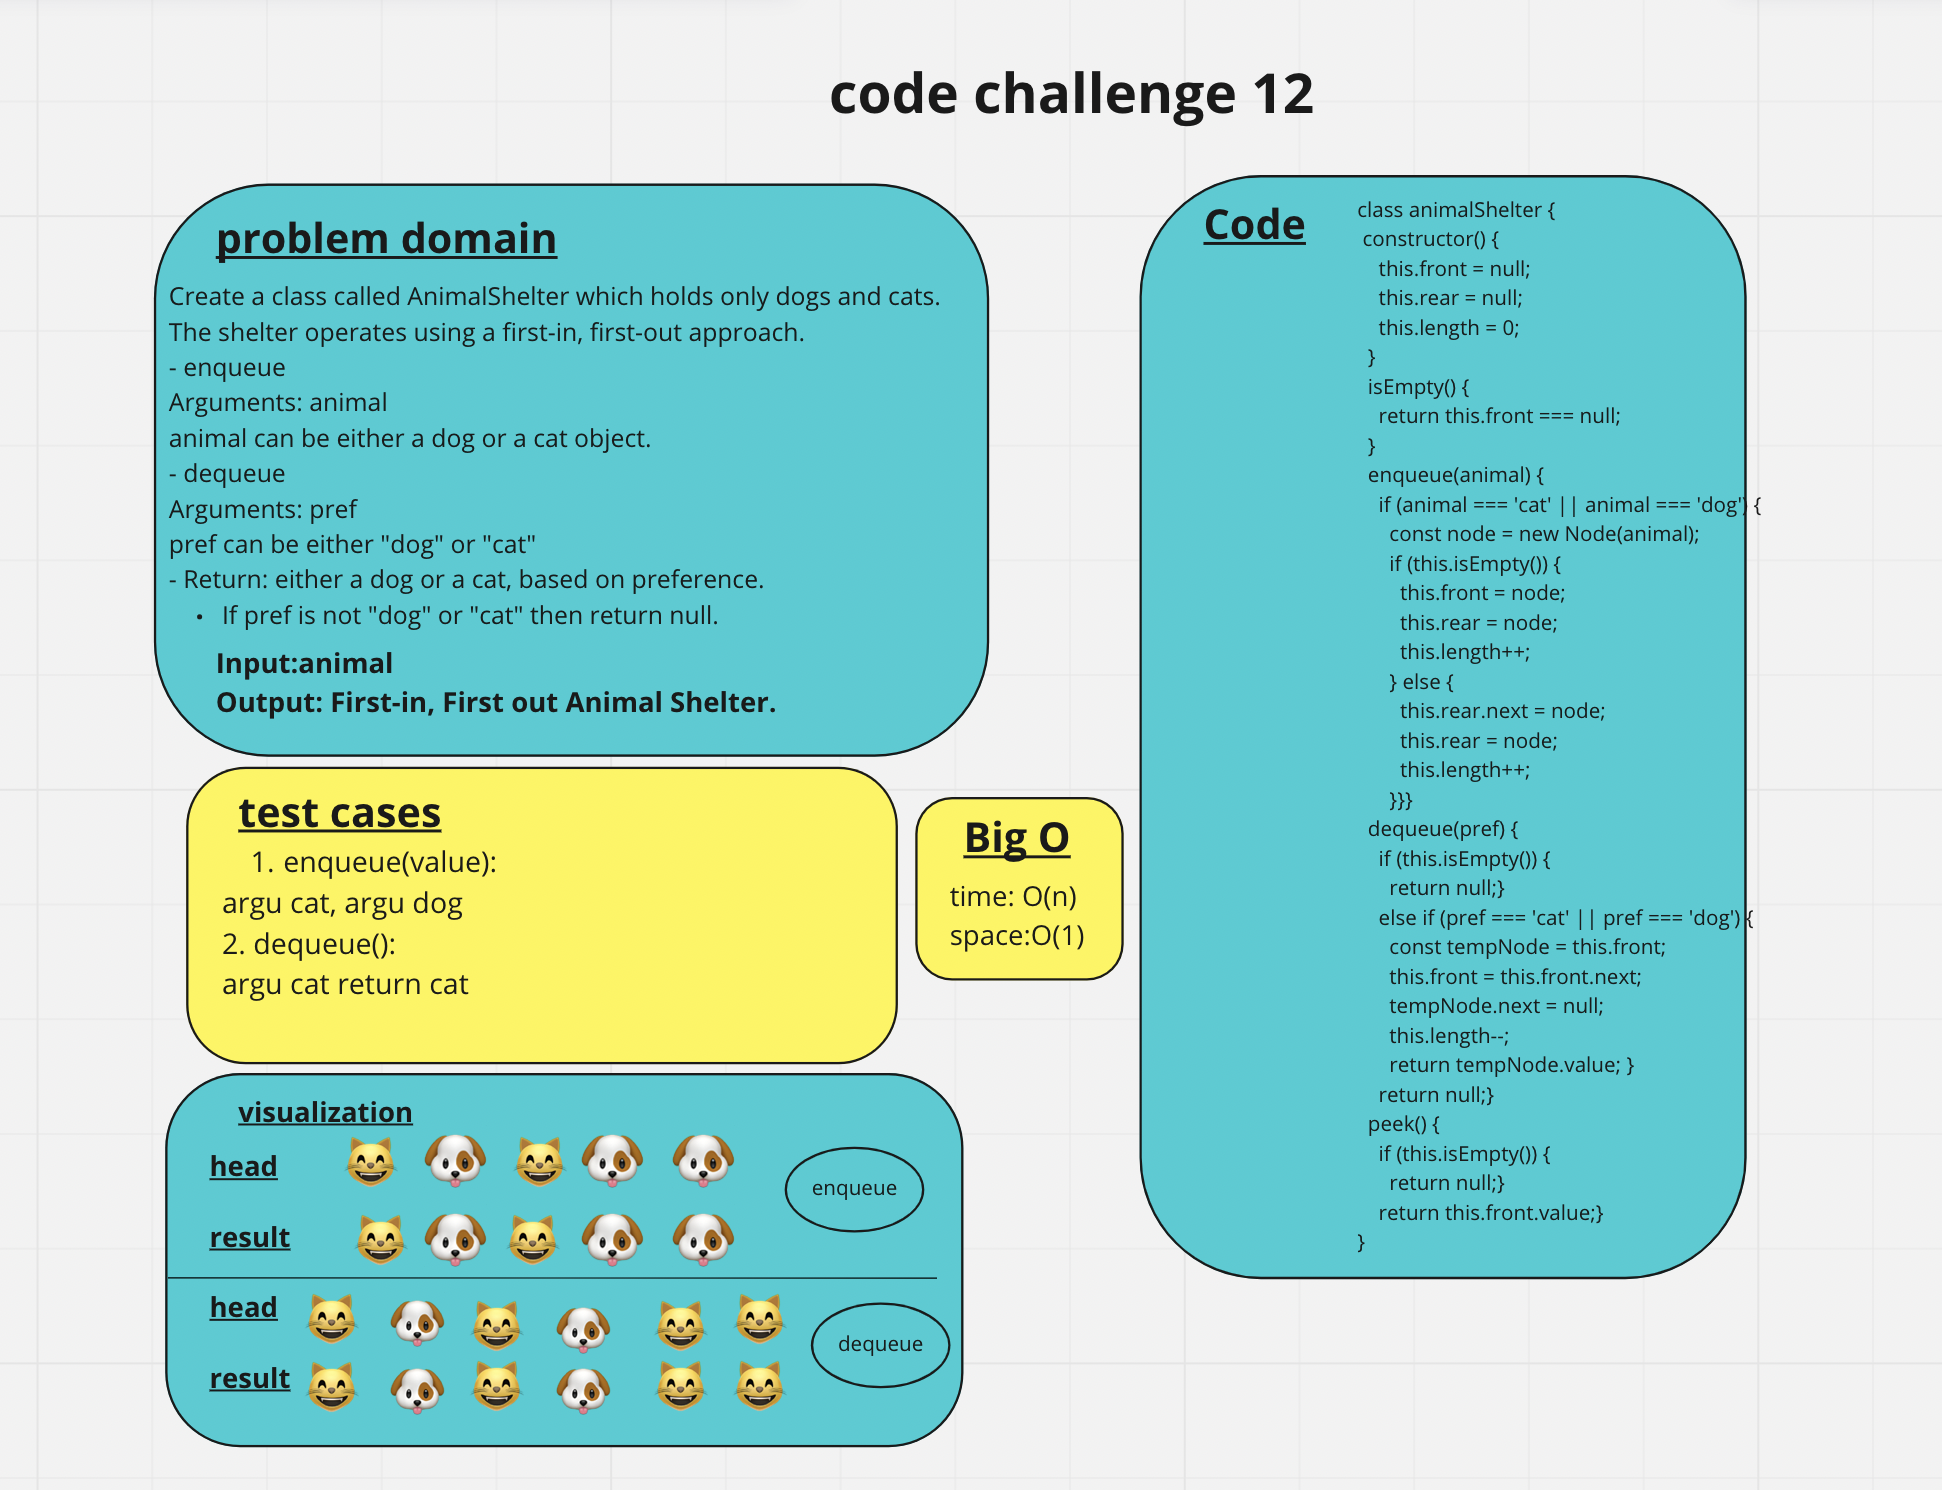 code challenge 12
problem domain
Create a class called AnimalShelter which holds only dogs and cats.
The shelter operates using a first-in, first-out approach.
- enqueue
Arguments: animal
animal can be either a dog or a cat object.
- dequeue
Arguments: pref
pref can be either "dog" or "cat"
- Return: either a dog or a cat, based on preference.
• If pref is not "dog" or "cat" then return null.
Input:animal
Output: First-in, First out Animal Shelter.
test cases
1. enqueue(value):
argu cat, argu dog
2. dequeue():
argu cat return cat
Big O
time: O(n)
space:O(1)
visualization
head
enqueue
result
head
dequeue
result
Code
class animalShelter {
constructor() {
this.front = null;
this.rear = null;
this.length = 0;
}
isEmpty() {
return this.front === null;
}
enqueue(animal) {
if (animal === 'cat' || animal === 'dog') {
const node = new Node(animal);
if (this.isEmpty()) {
this.front = node;
this.rear = node;
this.length++;
} else {
this.rear.next = node;
this.rear = node;
this.length++;
}}}
dequeue(pref) {
if (this.isEmpty()) {
return null;}
else if (pref === 'cat' || pref === 'dog') {
const tempNode = this.front;
this.front = this.front.next;
tempNode.next = null;
this.length--;
return tempNode.value; }
return null;}
peek() {
if (this.isEmpty()) {
return null;}
return this.front.value;}
}